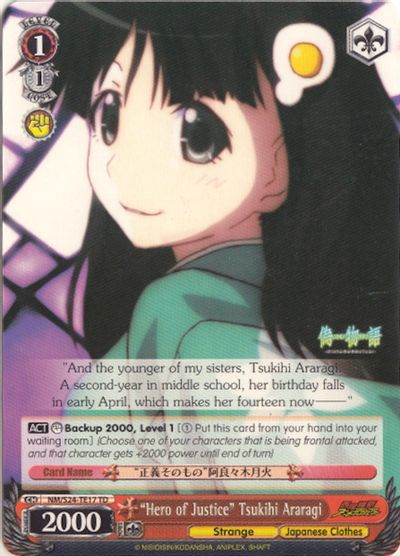 LEVEL
1
1
COST
偽物語
"And the younger of my sisters, Tsukihi Araragi.
A second-year in middle school, her birthday falls
in early April, which makes her fourteen now——"
ACT Backup 2000, Level 1 [① Put this card from your hand into your
waiting room] (Choose one of your characters that is being frontal attacked,
and that character gets +2000 power until end of turn)
Card Name "正義そのもの"阿良々木月火
CH NM/S24-TE17 TD
2000
"Hero of Justice" Tsukihi Araragi
Strange Japanese Clothes
© NISIOISIN/KODANSHA, ANIPLEX, SHAFT